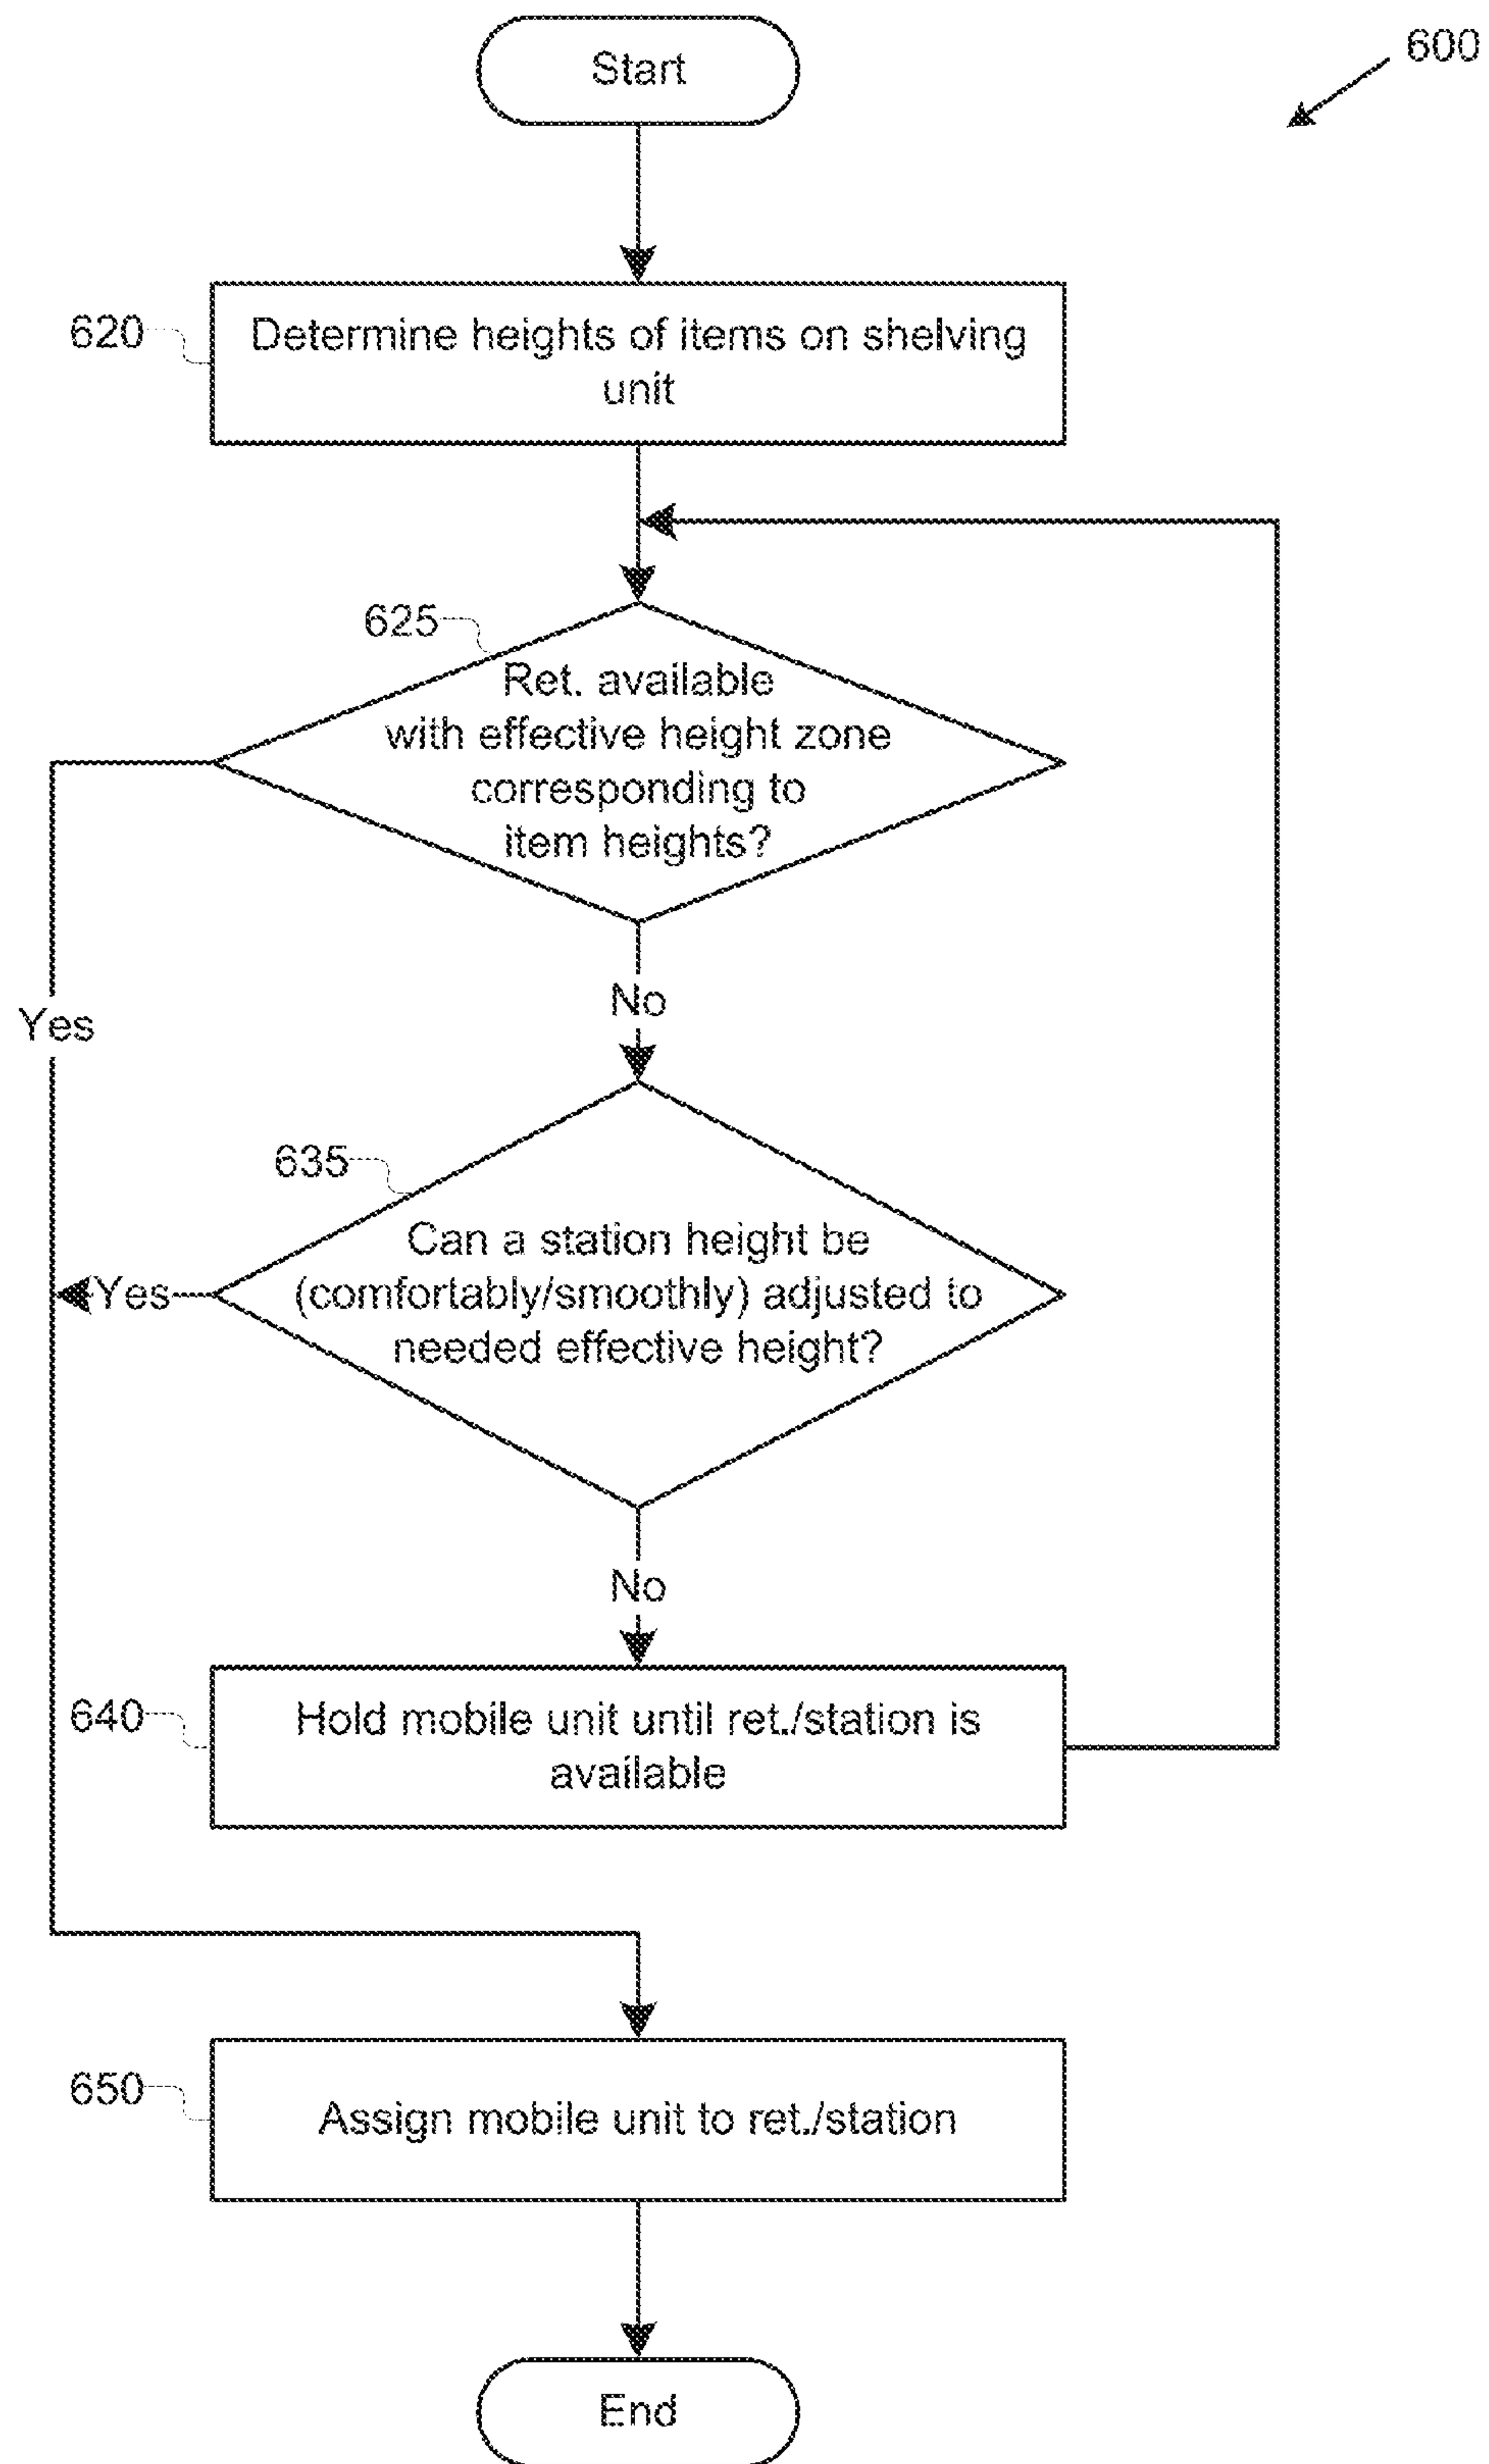 Start
600
620
Determine heights of items on shelving
unit
625
Ret. available
with effective height zone
corresponding to
item heights?
No
Yes
635
Can a station height be
(comfortably/smoothly) adjusted to
needed effective height?
Yes
No
640
Hold mobile unit until ret./station is
available
650
Assign mobile unit to ret./station
End